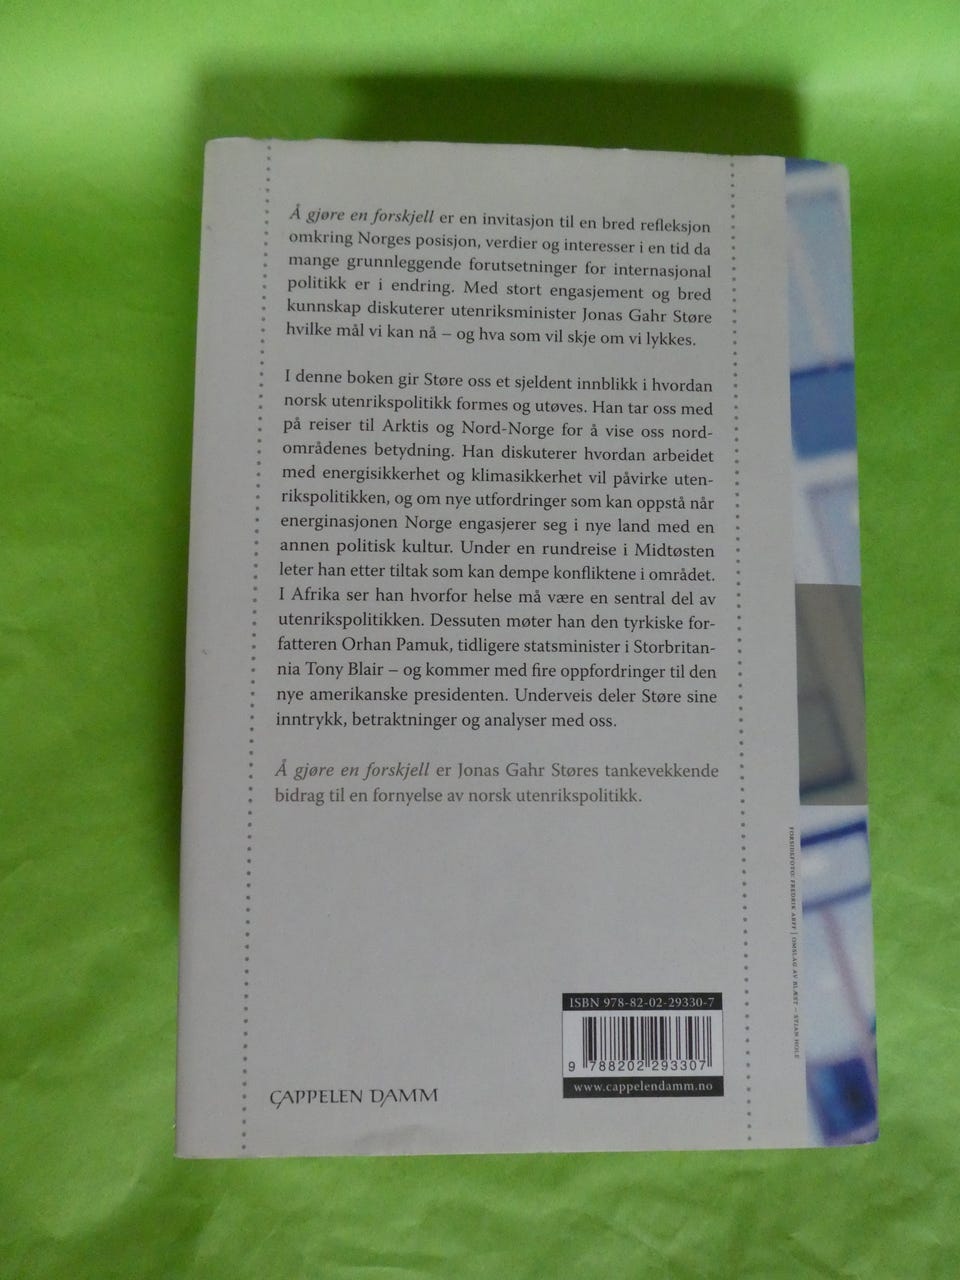 Å gjøre en forskjell er en invitasjon til en bred refleksjon
omkring Norges posisjon, verdier og interesser i en tid da
mange grunnleggende forutsetninger for internasjonal
politikk er i endring. Med stort engasjement og bred
kunnskap diskuterer utenriksminister Jonas Gahr Støre
hvilke mål vi kan nå – og hva som vil skje om vi lykkes.
I denne boken gir Støre oss et sjeldent innblikk i hvordan
norsk utenrikspolitikk formes og utøves. Han tar oss med
på reiser til Arktis og Nord-Norge for å vise oss nord-
områdenes betydning. Han diskuterer hvordan arbeidet
med energisikkerhet og klimasikkerhet vil påvirke uten-
rikspolitikken, og om nye utfordringer som kan oppstå når
energinasjonen Norge engasjerer seg i nye land med en
annen politisk kultur. Under en rundreise i Midtøsten
leter han etter tiltak som kan dempe konfliktene i området.
I Afrika ser han hvorfor helse må være en sentral del av
utenrikspolitikken. Dessuten møter han den tyrkiske for-
fatteren Orhan Pamuk, tidligere statsminister i Storbritan-
nia Tony Blair – og kommer med fire oppfordringer til den
nye amerikanske presidenten. Underveis deler Støre sine
inntrykk, betraktninger og analyser med oss.
Å gjøre en forskjell er Jonas Gahr Støres tankevekkende
bidrag til en fornyelse av norsk utenrikspolitikk.
FORSIDEFOTO: FREDRIK ARFF | OMSLAG AV BLÆST – STIAN HOLE
ISBN 978-82-02-29330-7
9 788202 293307
www.cappelendamm.no
CAPPELEN DAMM